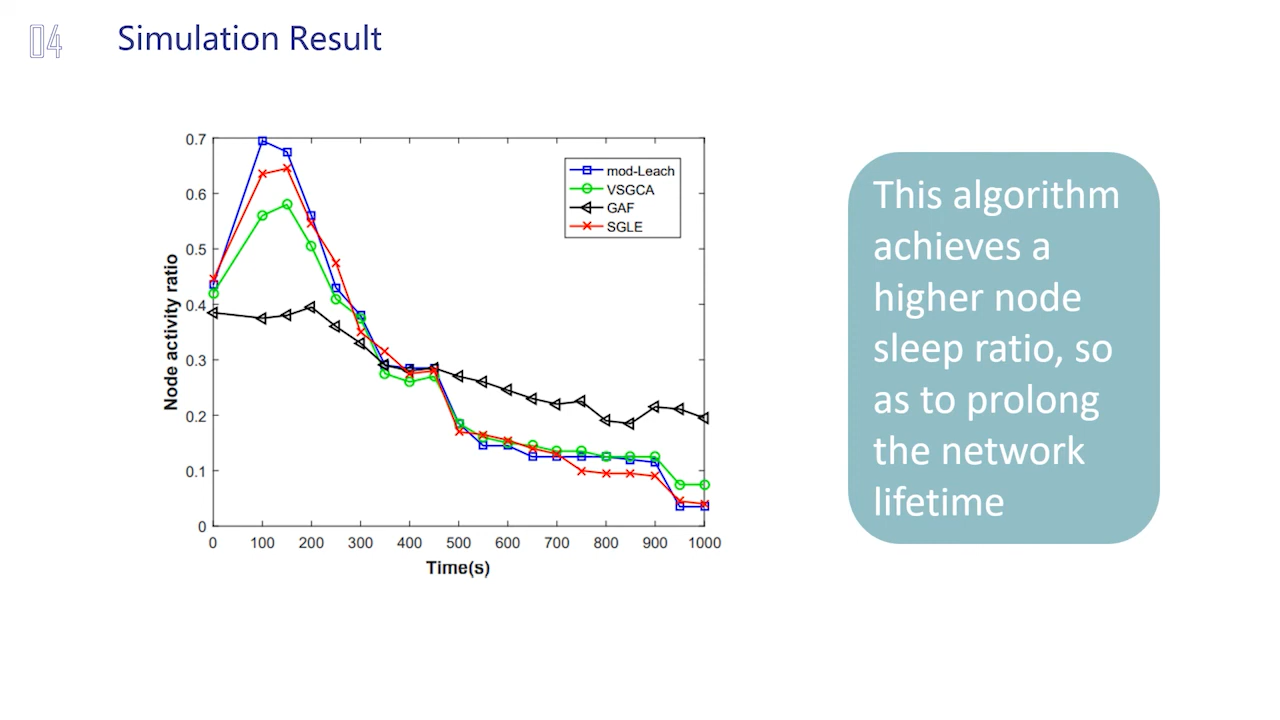 04
Simulation Result
0.7
0.6
0.5
0.4
0.3
0.2
0.1
0
Node activity ratio
mod-Leach
VSGCA
GAF
SGLE
0 100 200 300 400 500 600 700 800 900 1000
Time(s)
This algorithm
achieves a
higher node
sleep ratio, so
as to prolong
the network
lifetime